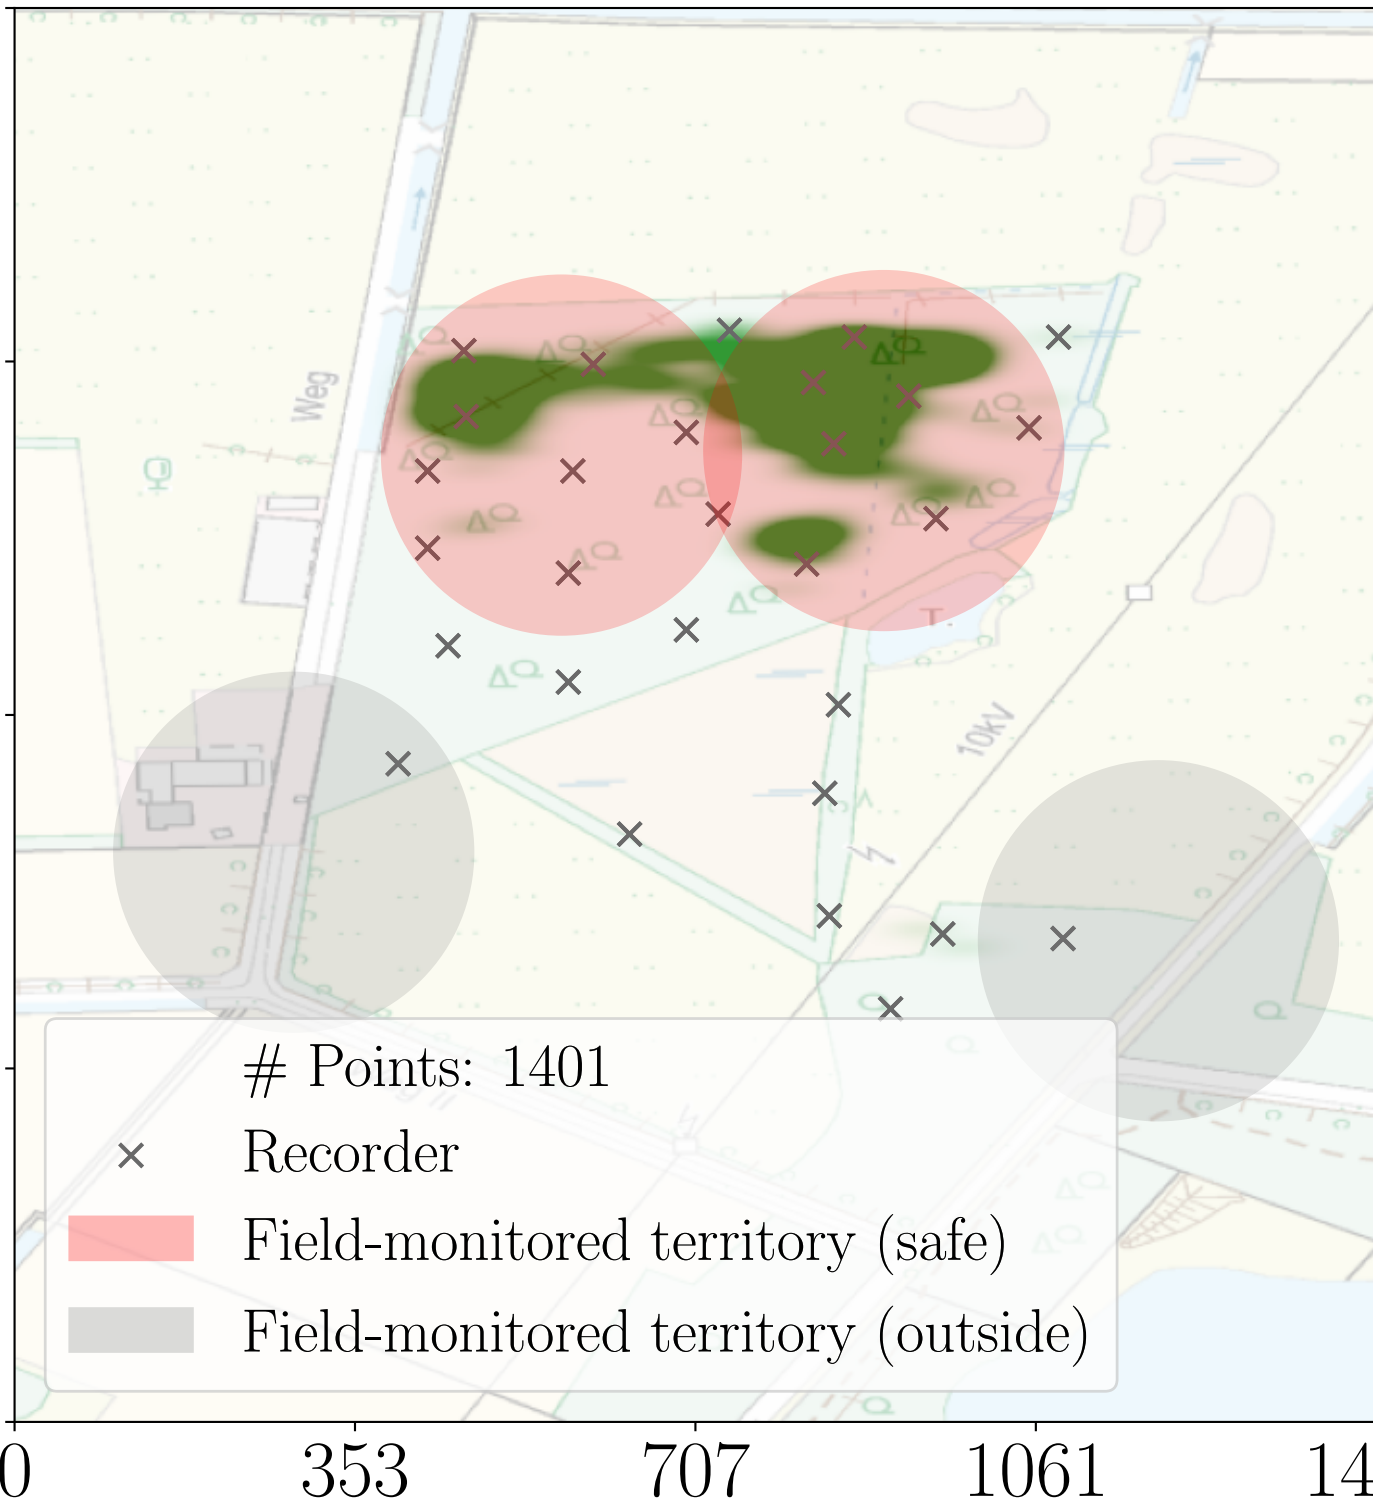 Weg
T.
10kV
# Points: 1401
Recorder
Field-monitored territory (safe)
Field-monitored territory (outside)
0 353 707 1061 14